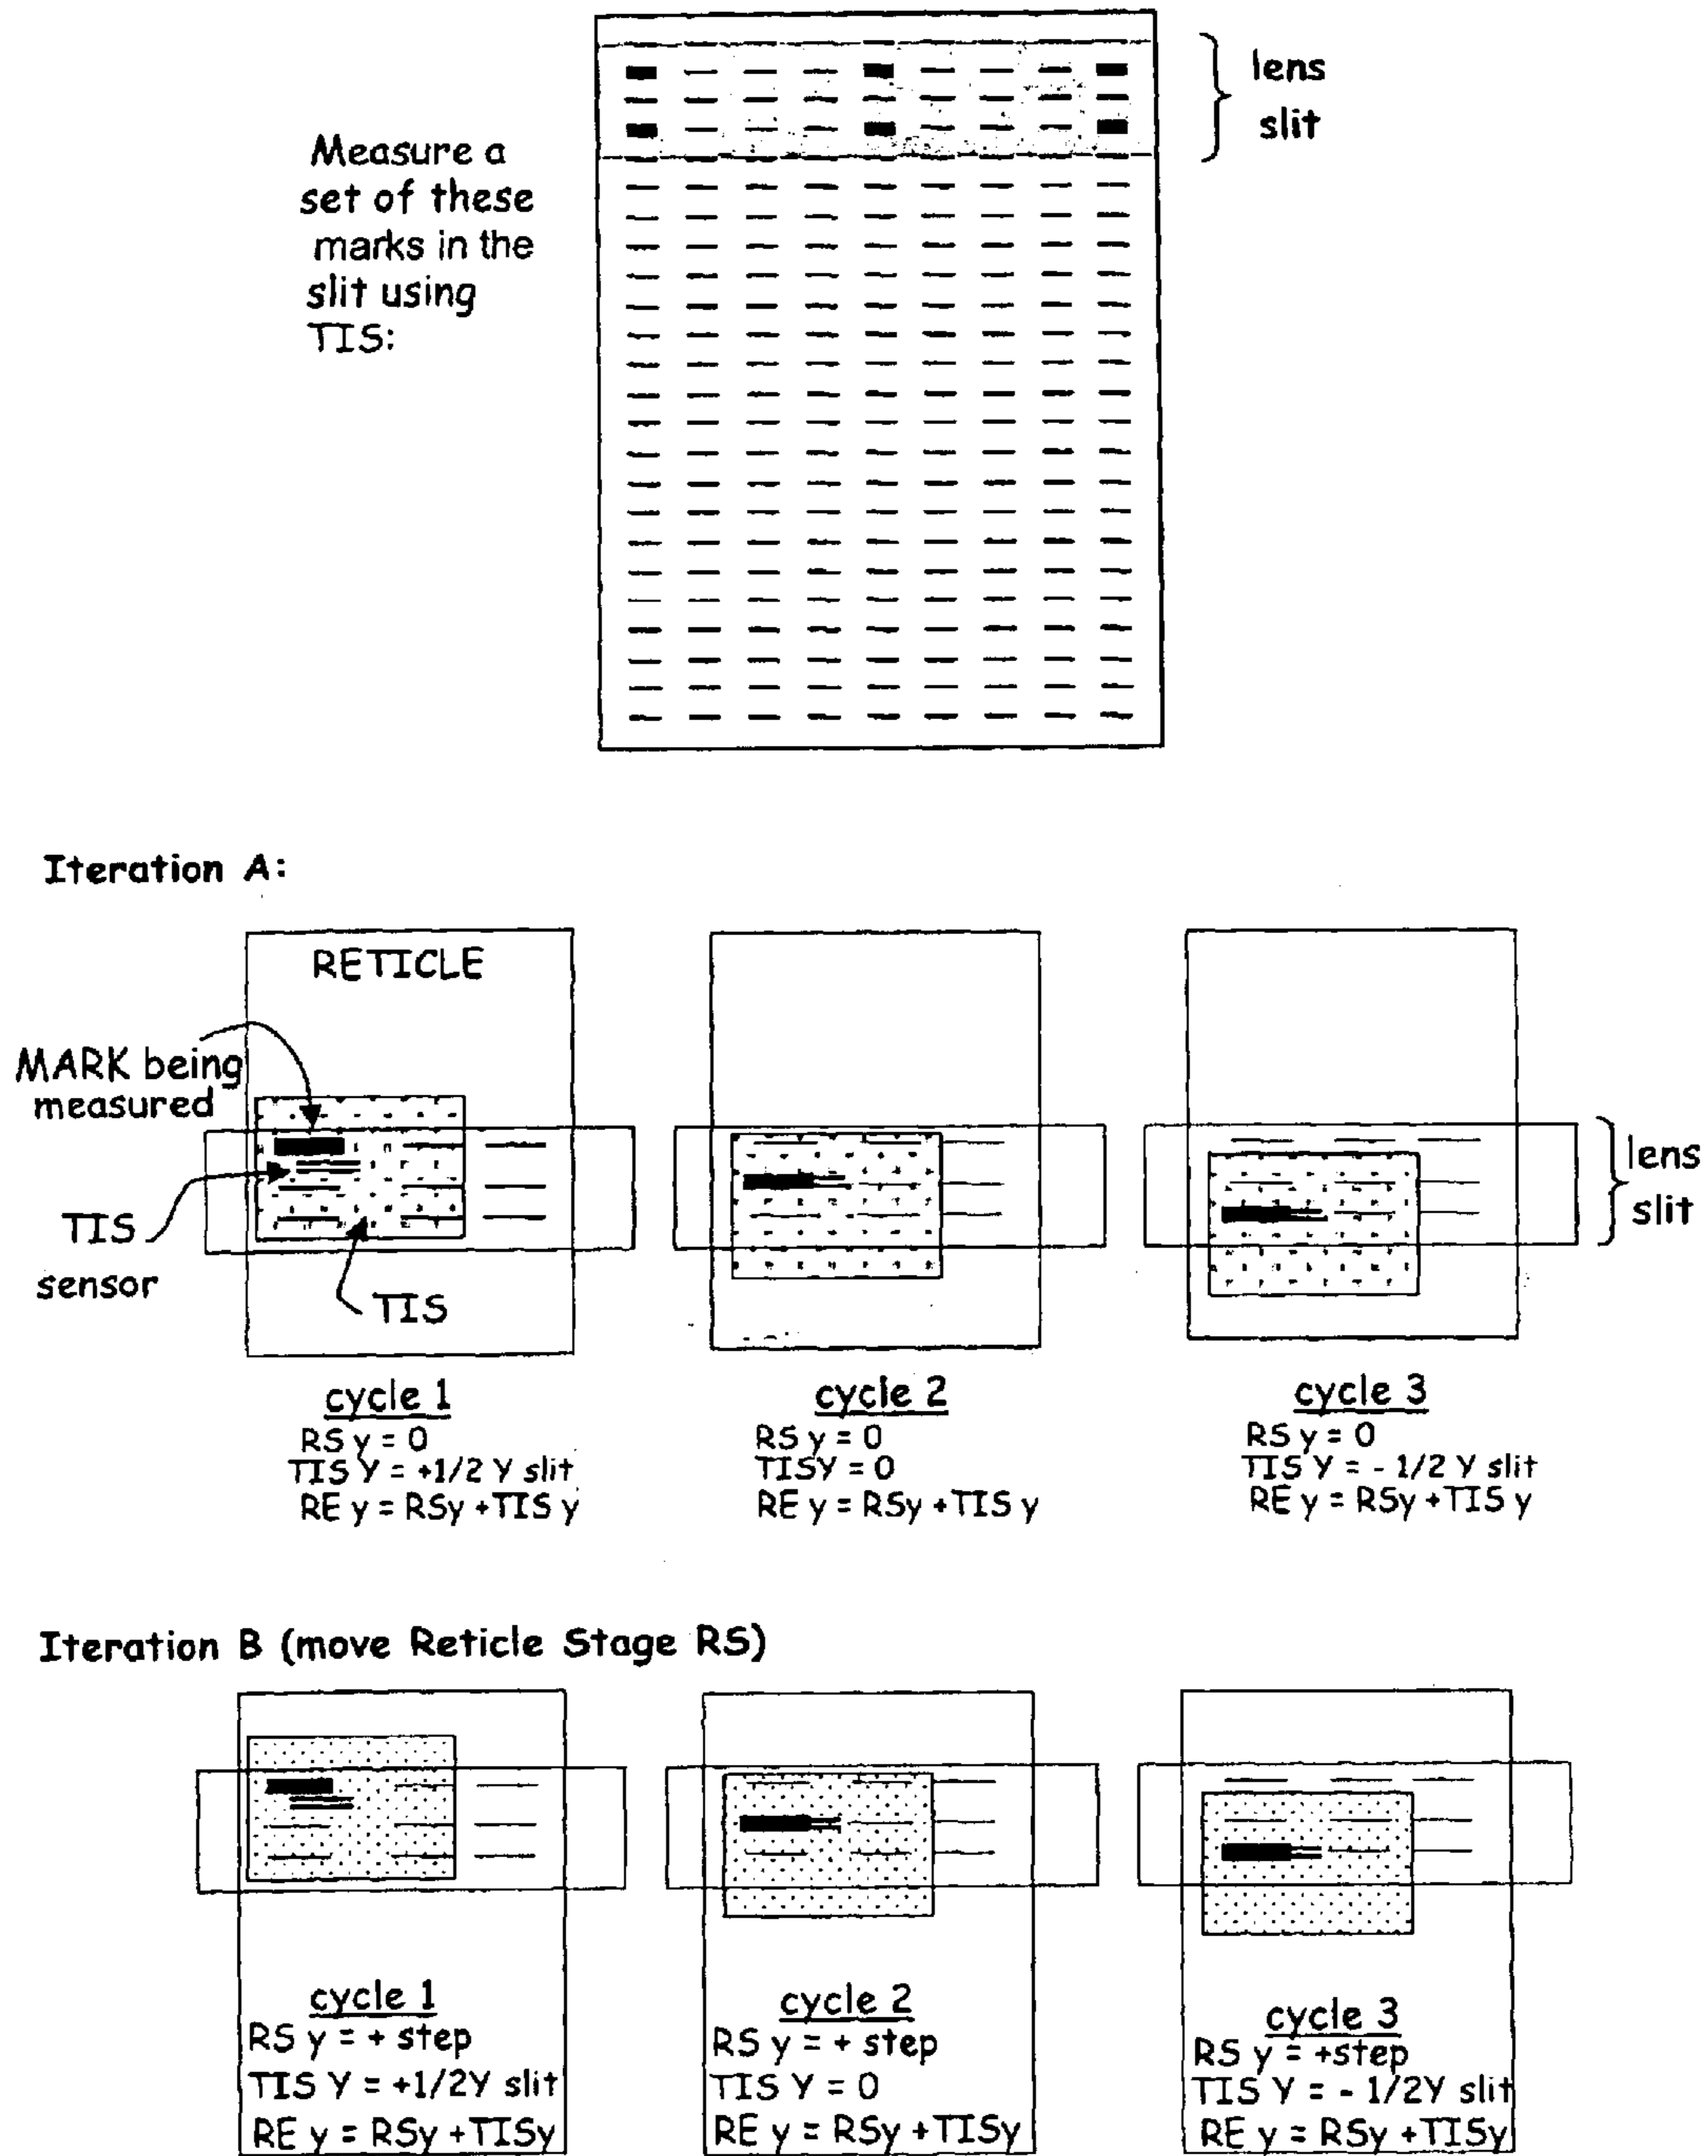 lens
slit
Measure a
set of these
marks in the
slit using
TIS:
Iteration A:
RETICLE
MARK being
measured
TIS
sensor
TIS
lens
slit
cycle 1
RS y = 0
TIS Y = +1/2 Y slit
RE y = RSy +TIS y
cycle 2
RS y = 0
TISY = 0
RE y = RSy +TIS y
cycle 3
RS y = 0
TIS Y = - 1/2 Y slit
RE y = RSy +TIS y
Iteration B (move Reticle Stage RS)
cycle 1
RS y = + step
TIS Y = +1/2Y slit
RE y = RSy +TISy
cycle 2
RS y = + step
TIS Y = 0
RE y = RSy +TISy
cycle 3
RS y = +step
TIS Y = - 1/2Y slit
RE y = RSy +TISy